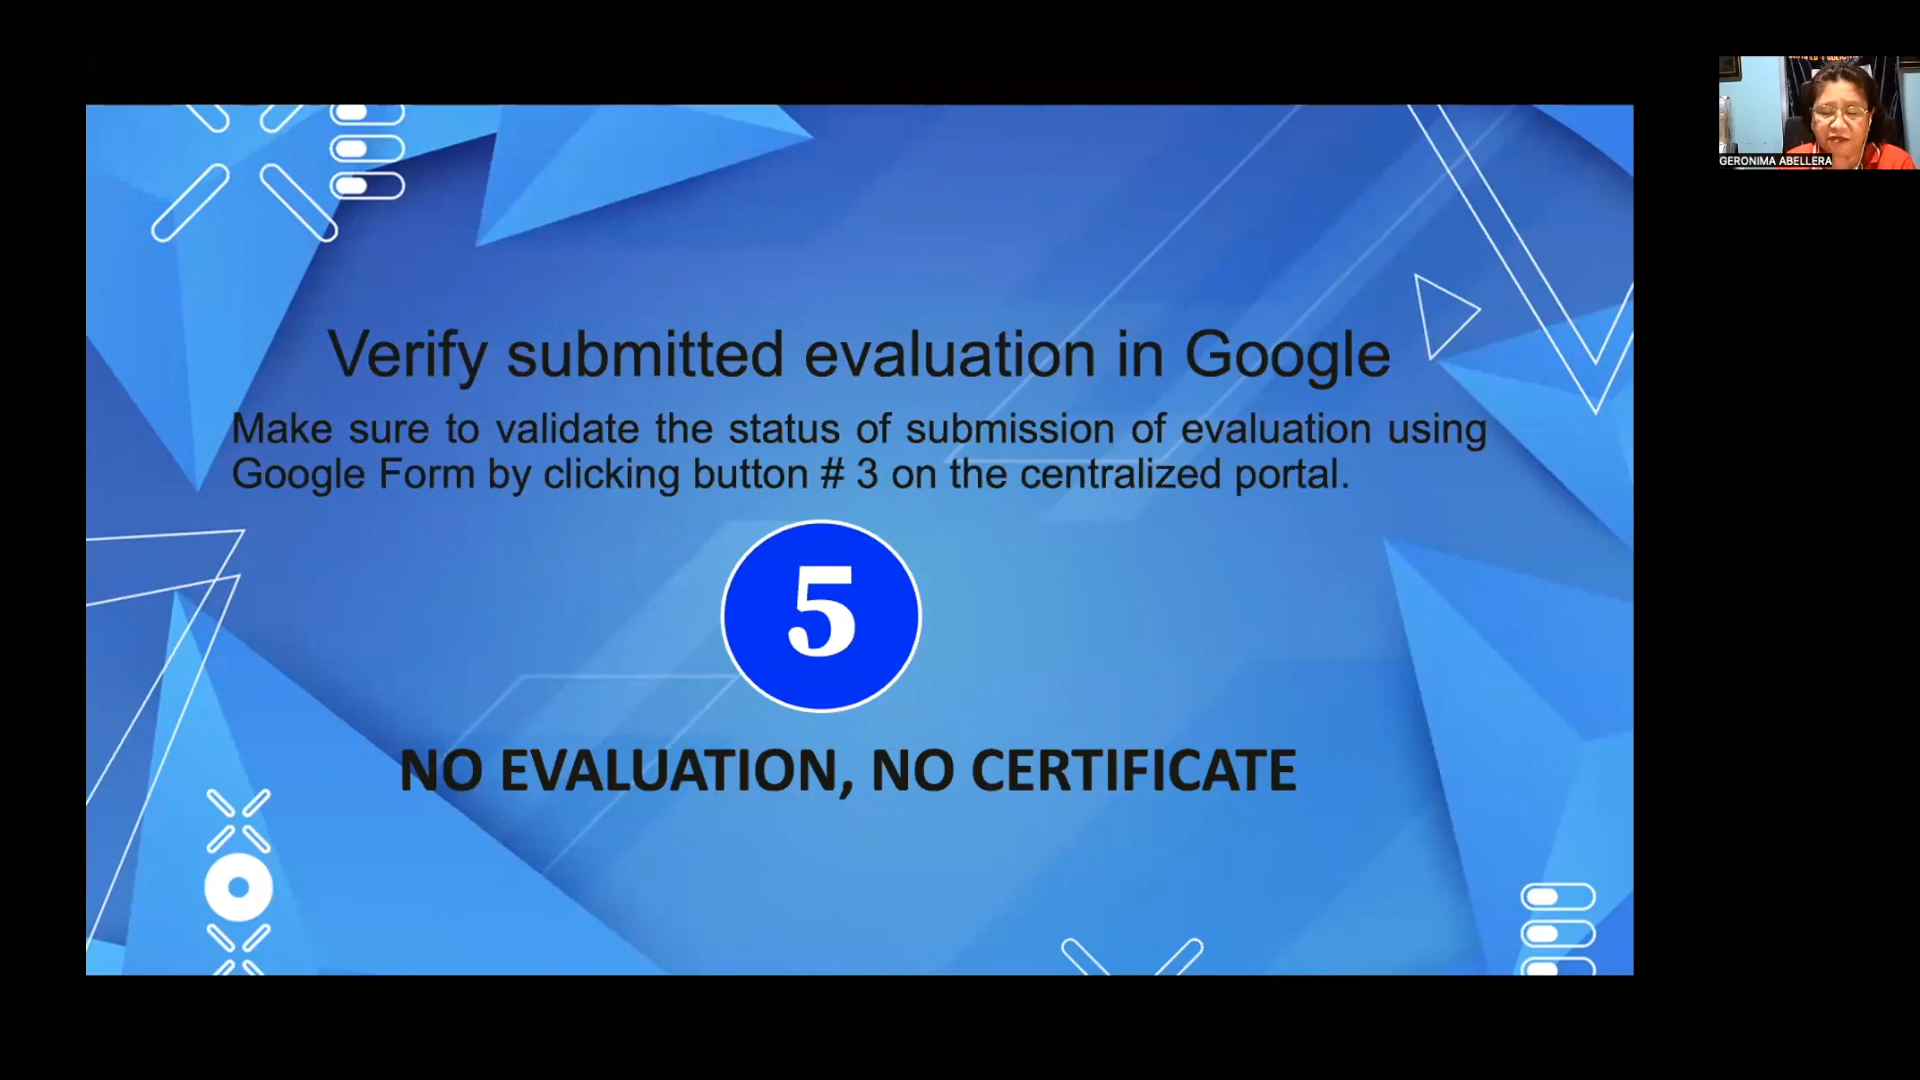 Verify submitted evaluation in Google
Make sure to validate the status of submission of evaluation using
Google Form by clicking button # 3 on the centralized portal.
5
NO EVALUATION, NO CERTIFICATE
GERONIMA ABELLERA